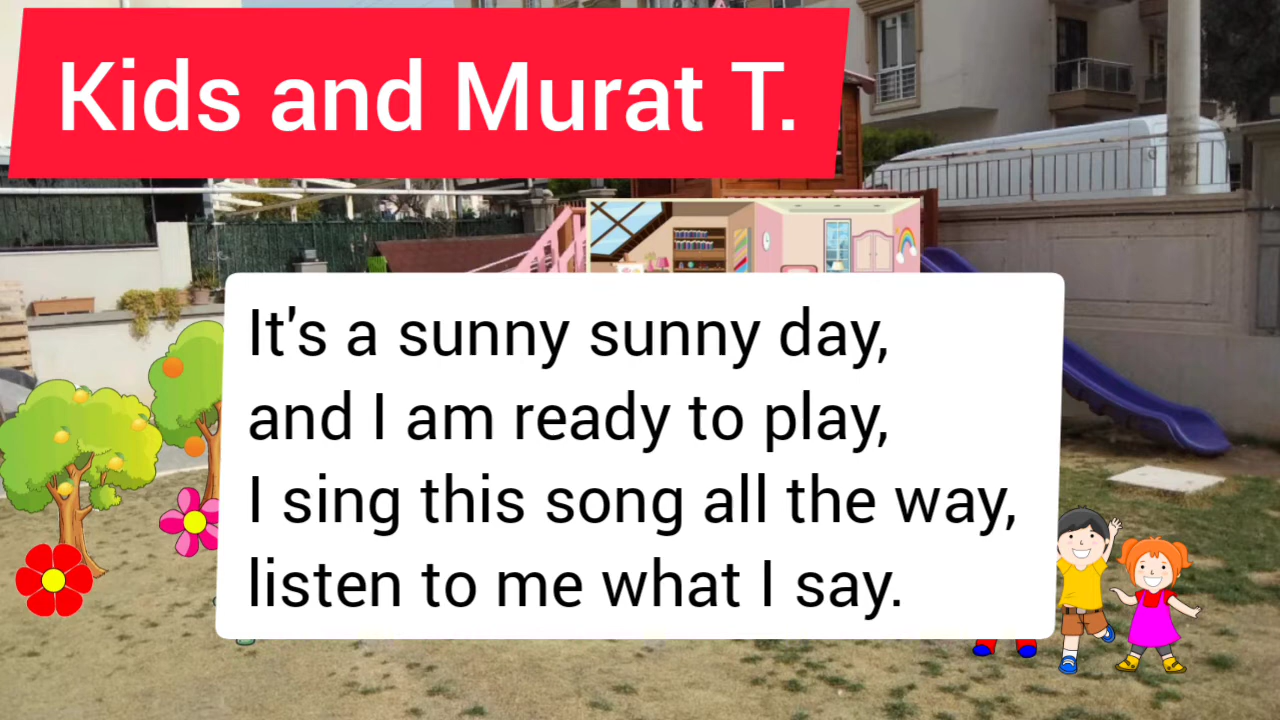 Kids and Murat T.
It's a sunny sunny day,
and I am ready to play,
I sing this song all the way,
listen to me what I say.